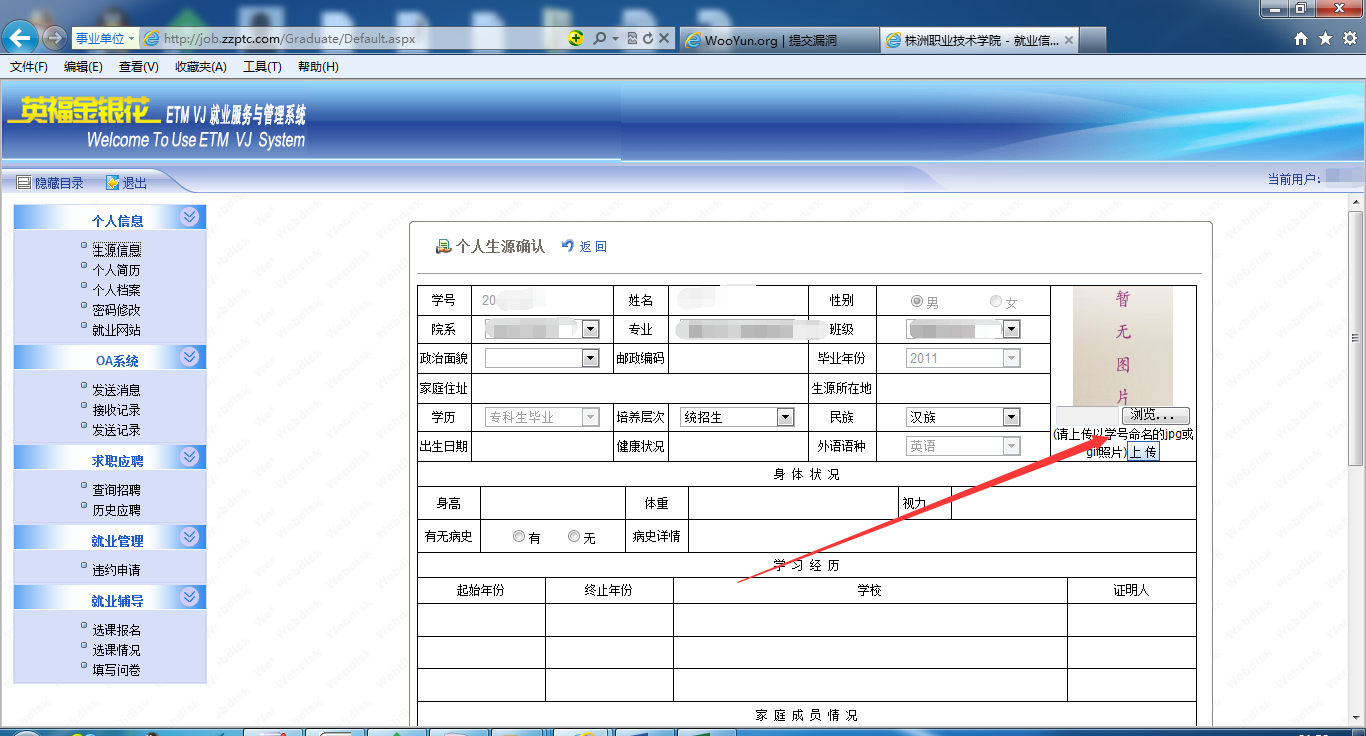 事业单位 http://job.zzptc.com/Graduate/Default.aspx WooYun.org | 提交漏洞 株洲职业技术学院 - 就业信...
文件(F) 编辑(E) 查看(V) 收藏夹(A) 工具(T) 帮助(H)
英福金银花 ETM VJ 就业服务与管理系统
Welcome To Use ETM VJ System
隐藏目录 退出 当前用户:
个人信息
生源信息
个人简历
个人档案
密码修改
就业网站
OA系统
发送消息
接收记录
发送记录
求职应聘
查询招聘
历史应聘
就业管理
违约申请
就业辅导
选课报名
选课情况
填写问卷
个人生源确认 返 回
学号 20 姓名 性别 男 女
院系 专业 班级
政治面貌 邮政编码 毕业年份 2011
家庭住址 生源所在地
学历 专科生毕业 培养层次 统招生 民族 汉族
出生日期 健康状况 外语语种 英语
暂
无
图
片
浏览...
(请上传以学号命名的jpg或
gif照片) 上 传
身 体 状 况
身高 体重 视力
有无病史 有 无 病史详情
学 习 经 历
起始年份 终止年份 学校 证明人
家 庭 成 员 情 况